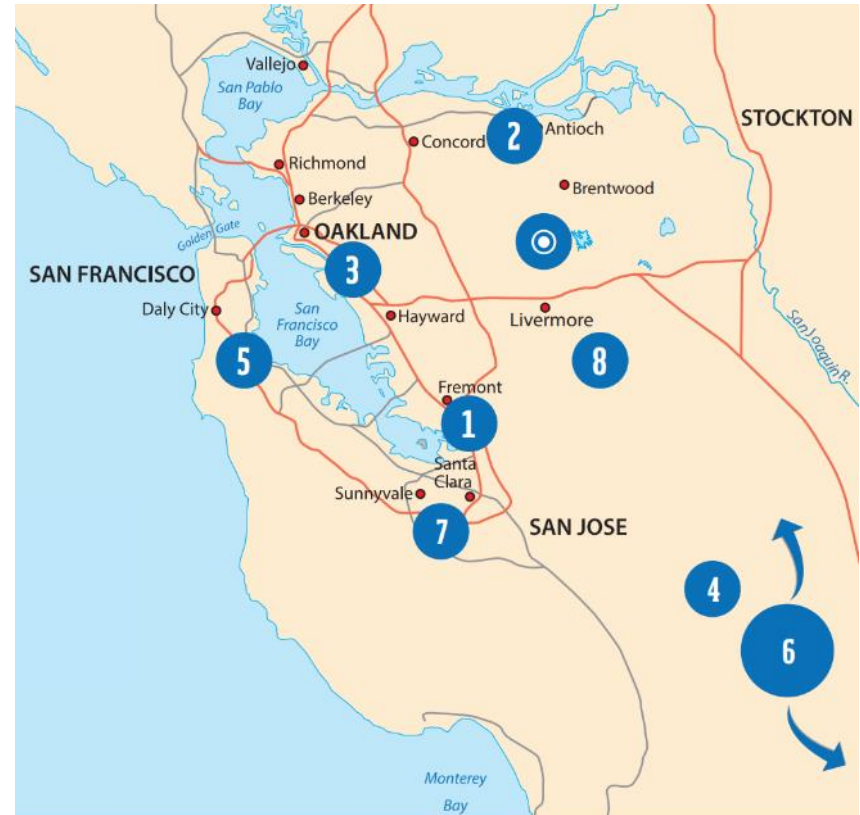 Vallejo
San Pablo
Bay
STOCKTON
2
Antioch
Concord
Richmond
Brentwood
Berkeley
Golden Gate
OAKLAND
SAN FRANCISCO
3
Daly City
San
Francisco
Bay
Hayward
Livermore
San Joaquin R.
5
8
Fremont
1
Santa
Clara
Sunnyvale
7
SAN JOSE
4
6
Monterey
Bay